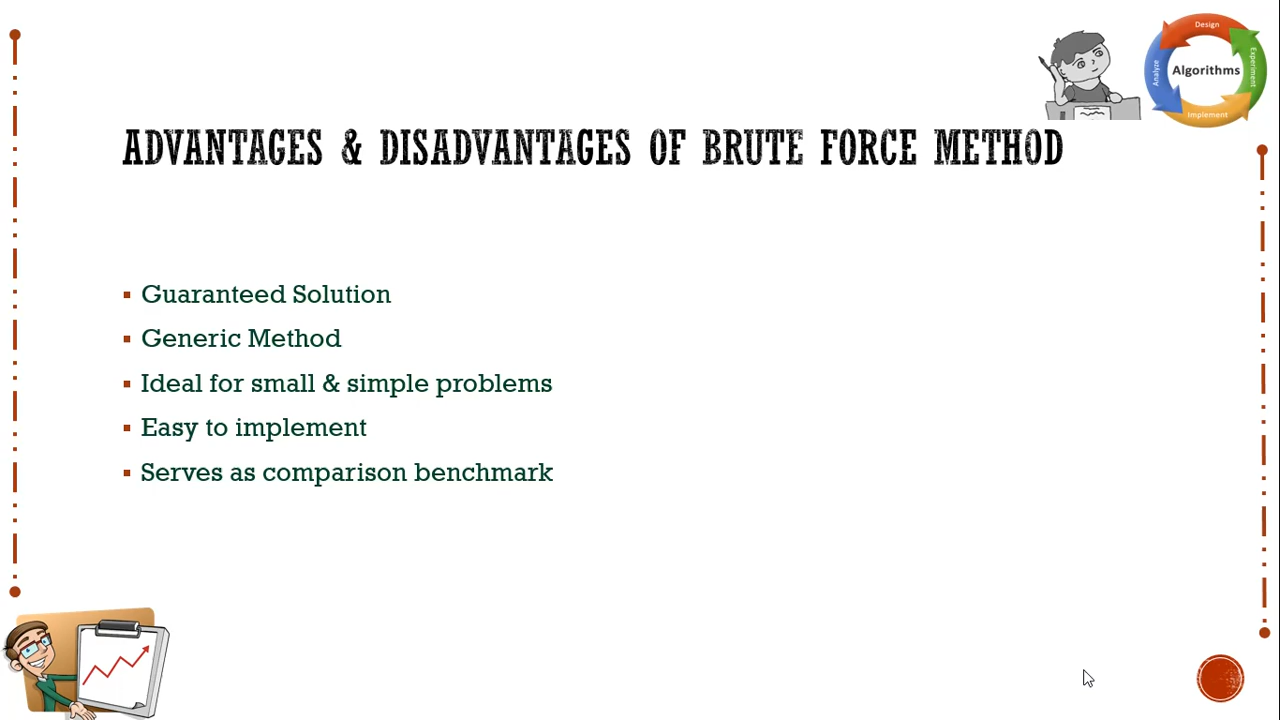 Design
Algorithms
Experiment
Analyze
Implement
ADVANTAGES & DISADVANTAGES OF BRUTE FORCE METHOD
Guaranteed Solution
Generic Method
Ideal for small & simple problems
Easy to implement
Serves as comparison benchmark